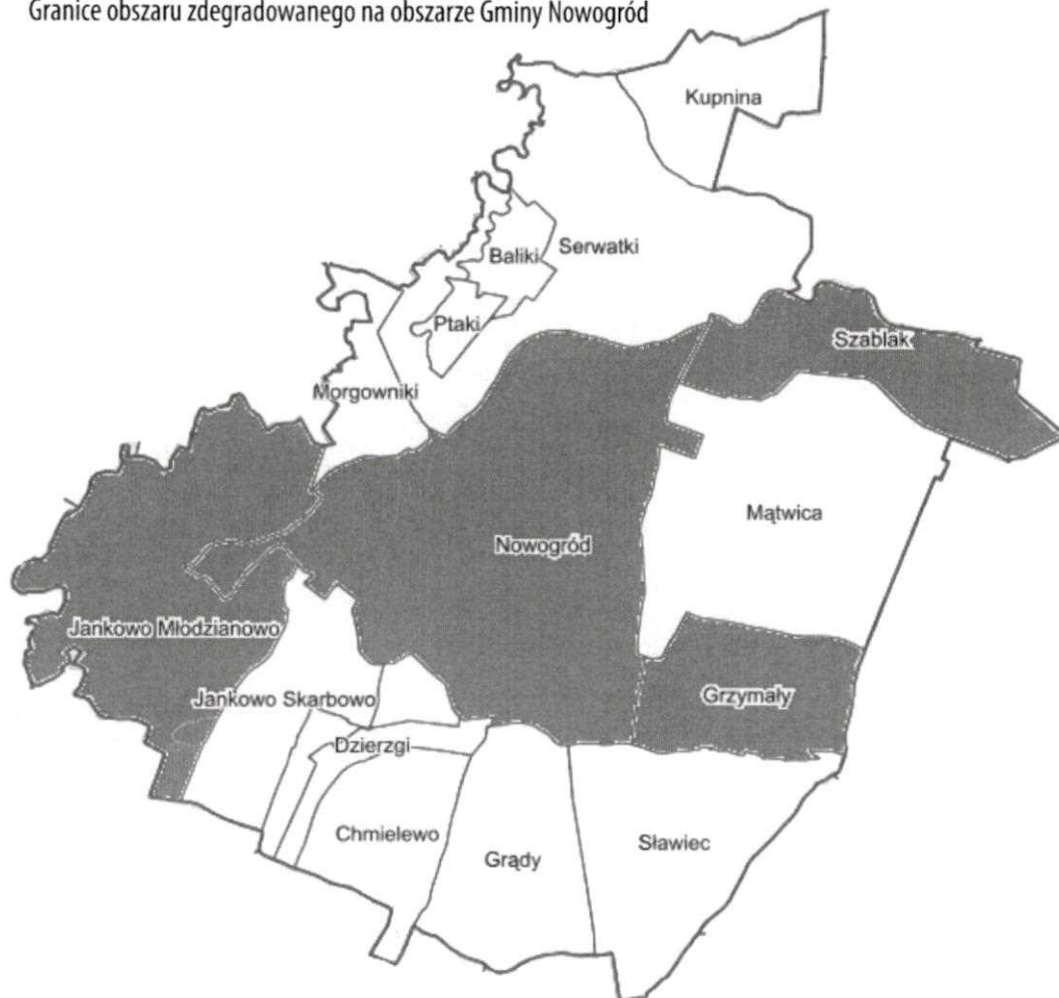 Granice obszaru zdegradowanego na obszarze Gminy Nowogród
Kupnina
Serwatki
Baliki
Ptaki
Szablak
Morgowniki
Mątwica
Nowogród
Jankowo Młodzianowo
Jankowo Skarbowo
Grzymały
Dzierzgi
Chmielewo
Grądy
Sławiec